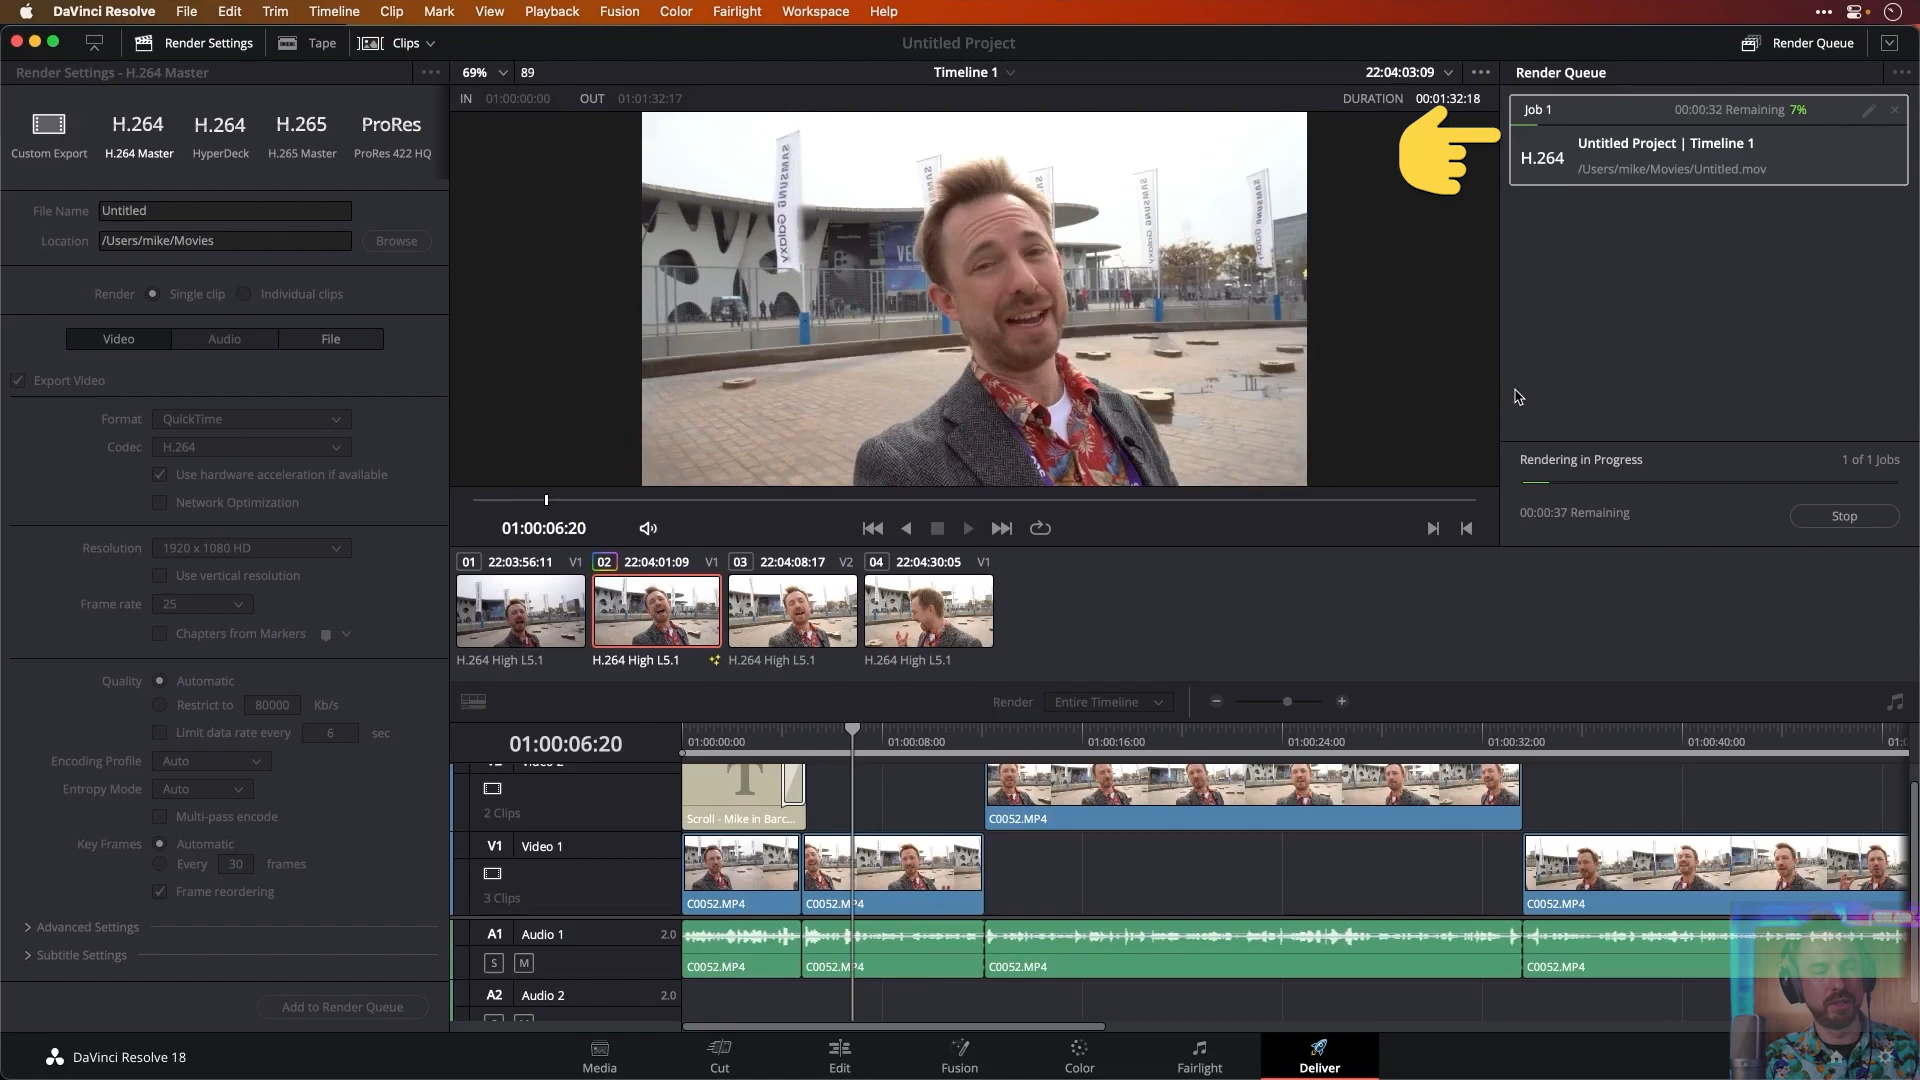 DaVinci Resolve File Edit Trim Timeline Clip Mark View Playback Fusion Color Fairlight Workspace Help
Render Settings Tape Clips Untitled Project Render Queue
Render Settings - H.264 Master 69% 89 Timeline 1 22:04:03:09 Render Queue
IN 01:00:00:00 OUT 01:01:32:17 DURATION 00:01:32:18
H.264 H.264 H.265 ProRes
Custom Export H.264 Master HyperDeck H.265 Master ProRes 422 HQ
Job 1 00:00:32 Remaining 7%
Untitled Project | Timeline 1
H.264
/Users/mike/Movies/Untitled.mov
SAMSUNG GALAXY
File Name Untitled
Location /Users/mike/Movies Browse
Render Single clip Individual clips
Video Audio File
Export Video
Format QuickTime
Codec H.264
Use hardware acceleration if available
Network Optimization
Resolution 1920 x 1080 HD
Use vertical resolution
Frame rate 25
Chapters from Markers
Quality Automatic
Restrict to 80000 Kb/s
Limit data rate every 6 sec
Encoding Profile Auto
Entropy Mode Auto
Multi-pass encode
Key Frames Automatic
Every 30 frames
Frame reordering
Advanced Settings
Subtitle Settings
Add to Render Queue
Rendering in Progress 1 of 1 Jobs
00:00:37 Remaining Stop
01:00:06:20
01 22:03:56:11 V1 02 22:04:01:09 V1 03 22:04:08:17 V2 04 22:04:30:05 V1
H.264 High L5.1 H.264 High L5.1 H.264 High L5.1 H.264 High L5.1
Render Entire Timeline
01:00:06:20 01:00:00:00 01:00:08:00 01:00:16:00 01:00:24:00 01:00:32:00 01:00:40:00
2 Clips Scroll - Mike in Barc... C0052.MP4
V1 Video 1
3 Clips C0052.MP4 C0052.MP4 C0052.MP4
A1 Audio 1 2.0
S M C0052.MP4 C0052.MP4 C0052.MP4 C0052.MP4
A2 Audio 2 2.0
DaVinci Resolve 18 Media Cut Edit Fusion Color Fairlight Deliver